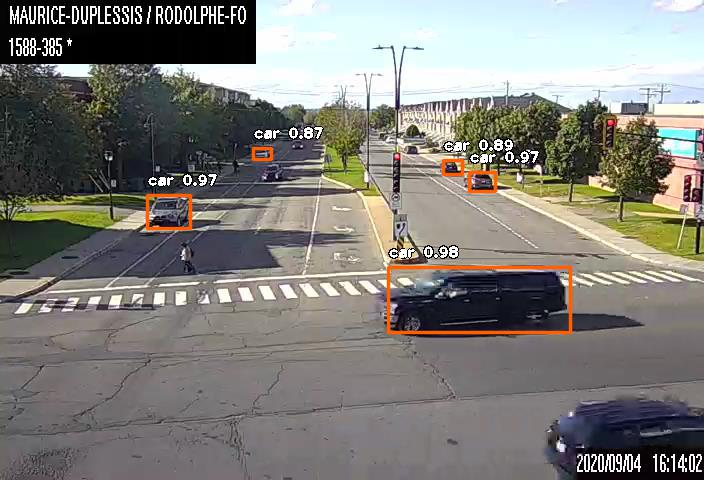 MAURICE-DUPLESSIS / RODOLPHE-FO
1588-385 *
car 0.87
car 0.89
car 0.97
car 0.97
car 0.98
2020/09/04 16:14:02